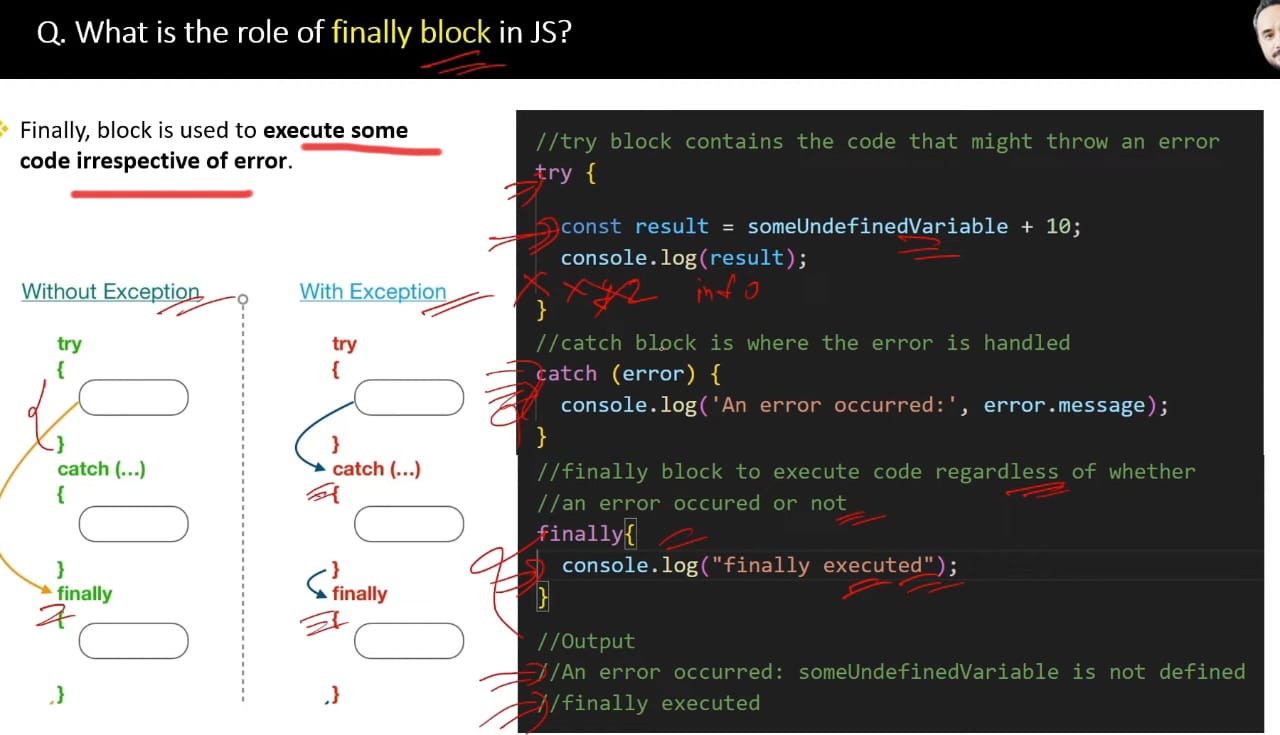 Q. What is the role of finally block in JS?
Finally, block is used to execute some
code irrespective of error.
Without Exception
try
{
}
catch (...)
{
}
finally
{
}
With Exception
try
{
}
catch (...)
{
}
finally
{
}
//try block contains the code that might throw an error
try {
const result = someUndefinedVariable + 10;
console.log(result);
info
}
//catch block is where the error is handled
catch (error) {
console.log('An error occurred:', error.message);
}
//finally block to execute code regardless of whether
//an error occured or not
finally{
console.log("finally executed");
}
//Output
//An error occurred: someUndefinedVariable is not defined
//finally executed